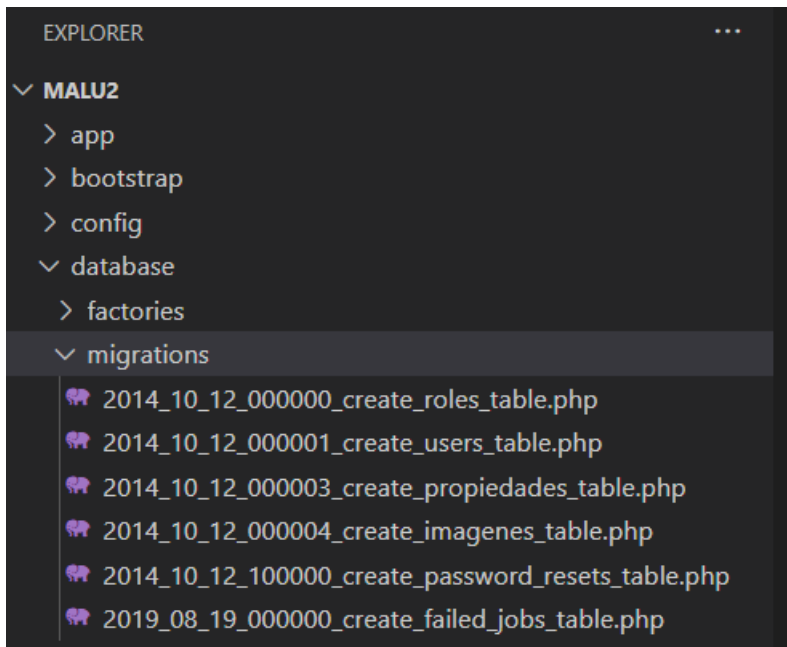 EXPLORER ...
MALU2
app
bootstrap
config
database
factories
migrations
2014_10_12_000000_create_roles_table.php
2014_10_12_000001_create_users_table.php
2014_10_12_000003_create_propiedades_table.php
2014_10_12_000004_create_imagenes_table.php
2014_10_12_100000_create_password_resets_table.php
2019_08_19_000000_create_failed_jobs_table.php